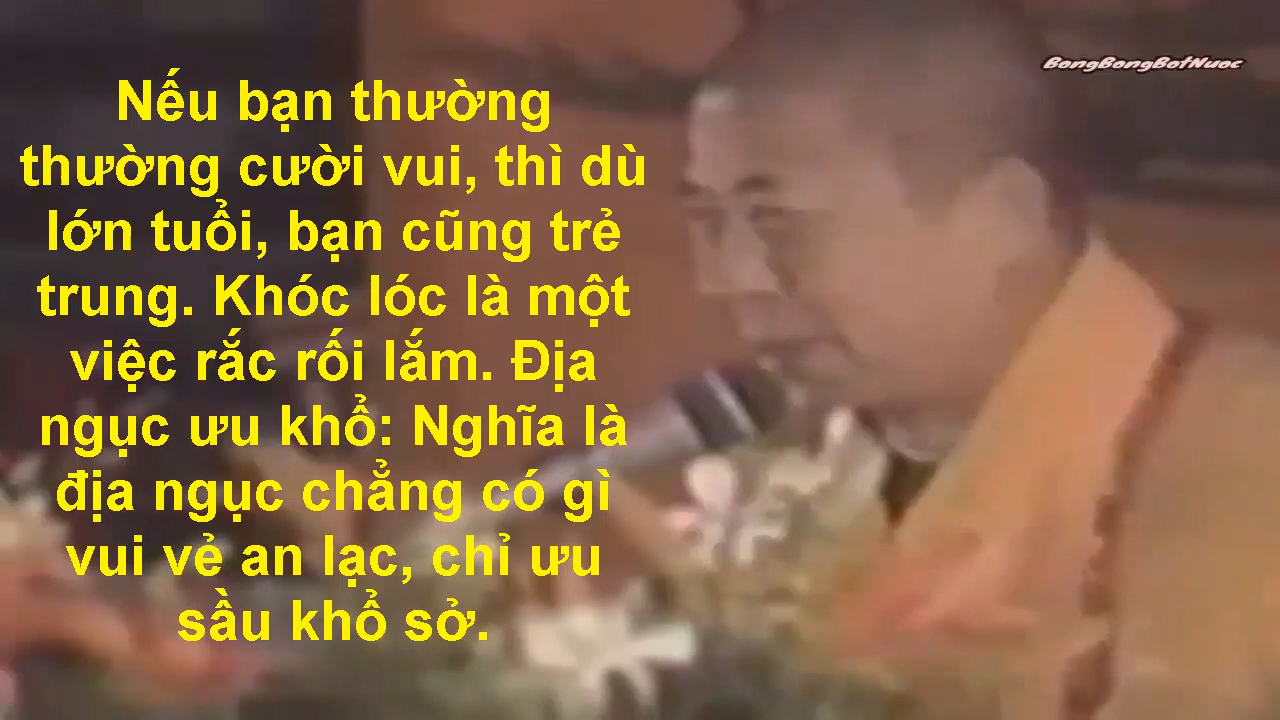 BongBongBotNuoc
Nếu bạn thường
thường cười vui, thì dù
lớn tuổi, bạn cũng trẻ
trung. Khóc lóc là một
việc rắc rối lắm. Địa
ngục ưu khổ: Nghĩa là
địa ngục chẳng có gì
vui vẻ an lạc, chỉ ưu
sầu khổ sở.